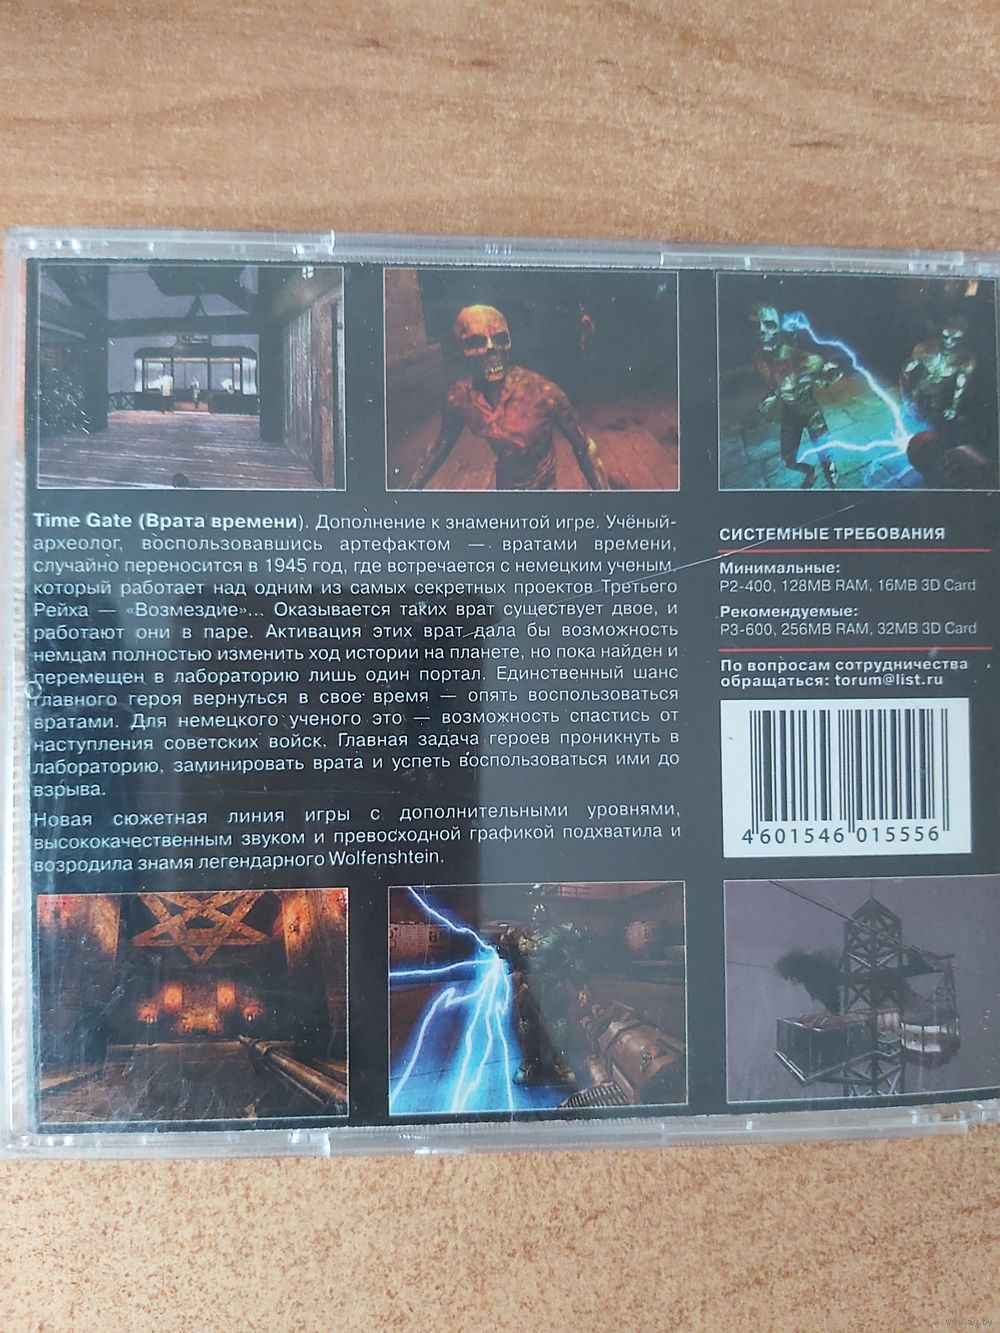 Time Gate (Врата времени). Дополнение к знаменитой игре. Учёный-
археолог, воспользовавшись артефактом — вратами времени,
случайно переносится в 1945 год, где встречается с немецким ученым,
который работает над одним из самых секретных проектов Третьего
Рейха — «Возмездие»... Оказывается таких врат существует двое, и
работают они в паре. Активация этих врат дала бы возможность
немцам полностью изменить ход истории на планете, но пока найден и
перемещен в лабораторию лишь один портал. Единственный шанс
главного героя вернуться в свое время — опять воспользоваться
вратами. Для немецкого ученого это — возможность спастись от
наступления советских войск. Главная задача героев проникнуть в
лабораторию, заминировать врата и успеть воспользоваться ими до
взрыва.
Новая сюжетная линия игры с дополнительными уровнями,
высококачественным звуком и превосходной графикой подхватила и
возродила знамя легендарного Wolfenshtein.
СИСТЕМНЫЕ ТРЕБОВАНИЯ
Минимальные:
P2-400, 128MB RAM, 16MB 3D Card
Рекомендуемые:
P3-600, 256MB RAM, 32MB 3D Card
По вопросам сотрудничества
обращаться: torum@list.ru
4 601546 015556
www.ay.by